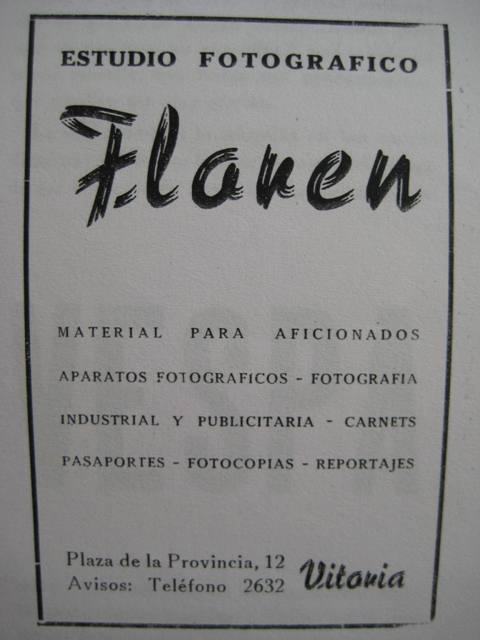 ESTUDIO FOTOGRAFICO
Flaren
MATERIAL PARA AFICIONADOS
APARATOS FOTOGRAFICOS - FOTOGRAFIA
INDUSTRIAL Y PUBLICITARIA - CARNETS
PASAPORTES - FOTOCOPIAS - REPORTAJES
Plaza de la Provincia, 12
Avisos: Teléfono 2632 Vitoria